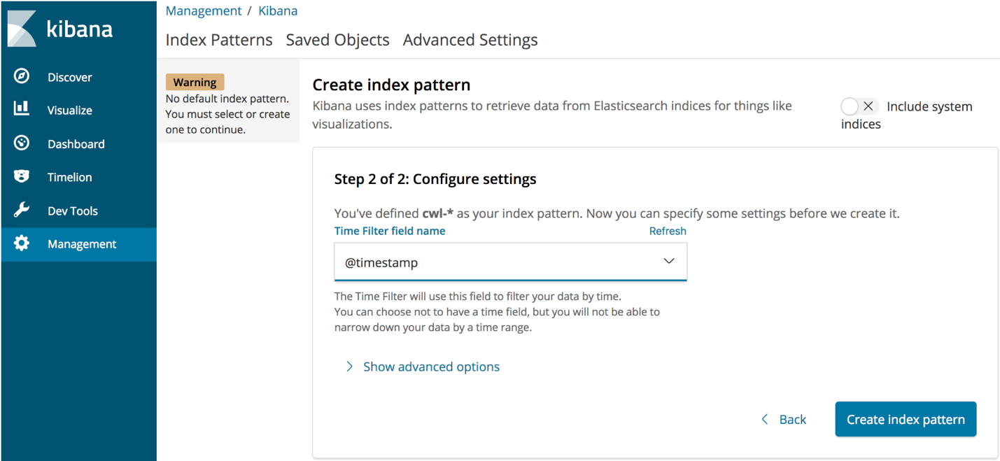 kibana
Discover
Visualize
Dashboard
Timelion
Dev Tools
Management
Management / Kibana
Index Patterns Saved Objects Advanced Settings
Warning
No default index pattern.
You must select or create
one to continue.
Create index pattern
Kibana uses index patterns to retrieve data from Elasticsearch indices for things like
visualizations.
Include system
indices
Step 2 of 2: Configure settings
You've defined cwl-* as your index pattern. Now you can specify some settings before we create it.
Time Filter field name Refresh
@timestamp
The Time Filter will use this field to filter your data by time.
You can choose not to have a time field, but you will not be able to
narrow down your data by a time range.
Show advanced options
Back Create index pattern